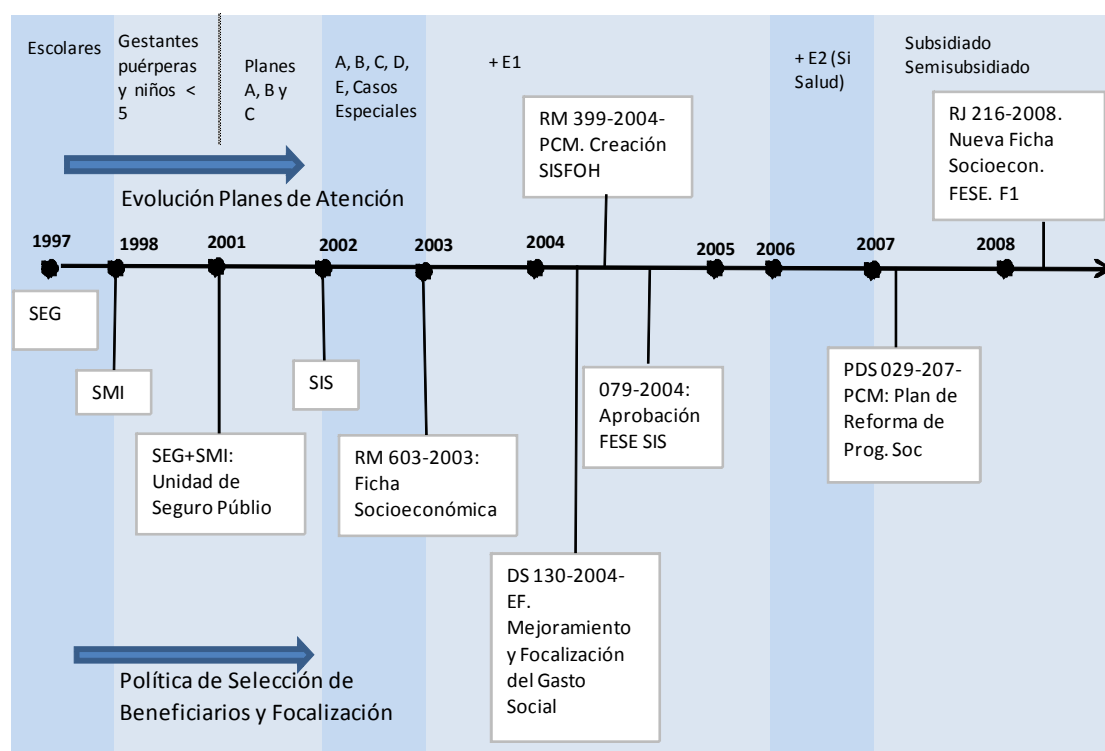 Escolares
Gestantes
puérperas
y niños <
5
Planes
A, B y
C
A, B, C, D,
E, Casos
Especiales
+ E1
+ E2 (Si
Salud)
Subsidiado
Semisubsidiado
RM 399-2004-
PCM. Creación
SISFOH
RJ 216-2008.
Nueva Ficha
Socioecon.
FESE. F1
Evolución Planes de Atención
1997
1998
2001
2002
2003
2004
2005
2006
2007
2008
SEG
SMI
SEG+SMI:
Unidad de
Seguro Públio
SIS
RM 603-2003:
Ficha
Socioeconómica
DS 130-2004-
EF.
Mejoramiento
y Focalización
del Gasto
Social
079-2004:
Aprobación
FESE SIS
PDS 029-207-
PCM: Plan de
Reforma de
Prog. Soc
Política de Selección de
Beneficiarios y Focalización